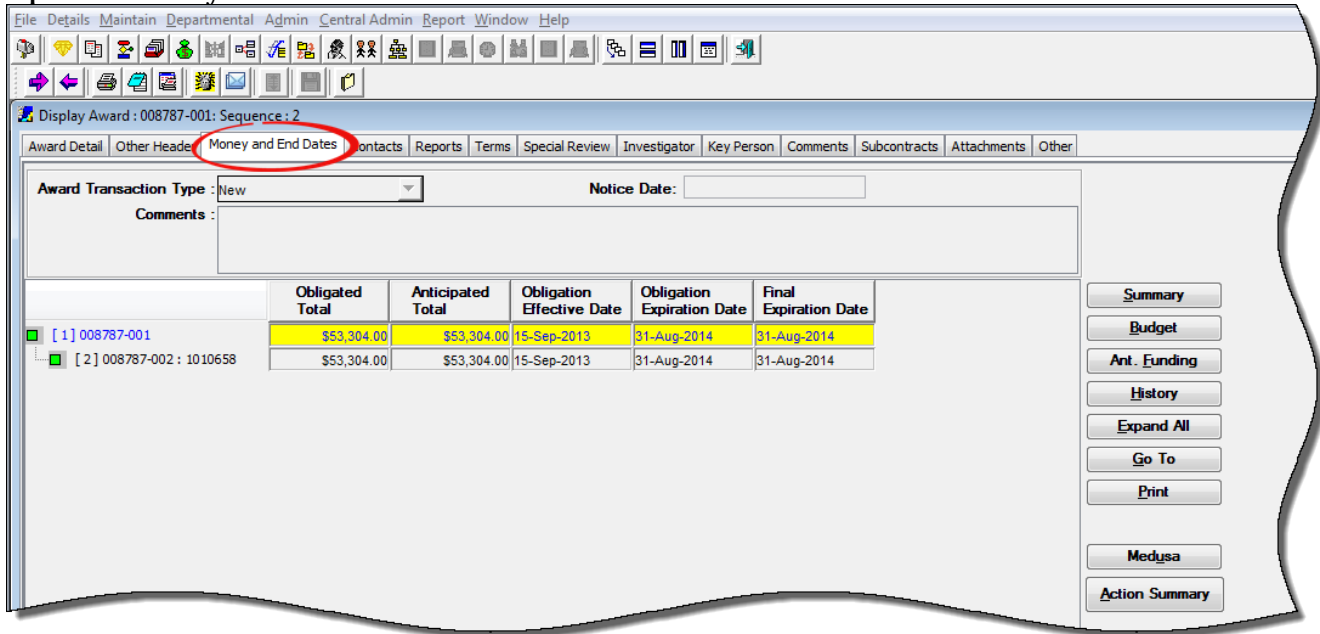 File Details Maintain Departmental Admin Central Admin Report Window Help
Display Award : 008787-001: Sequence : 2
Award Detail Other Header Money and End Dates Contacts Reports Terms Special Review Investigator Key Person Comments Subcontracts Attachments Other
Award Transaction Type : New Notice Date:
Comments :
Obligated Total Anticipated Total Obligation Effective Date Obligation Expiration Date Final Expiration Date
[ 1 ] 008787-001 $53,304.00 $53,304.00 15-Sep-2013 31-Aug-2014 31-Aug-2014
[ 2 ] 008787-002 : 1010658 $53,304.00 $53,304.00 15-Sep-2013 31-Aug-2014 31-Aug-2014
Summary
Budget
Ant. Funding
History
Expand All
Go To
Print
Medusa
Action Summary